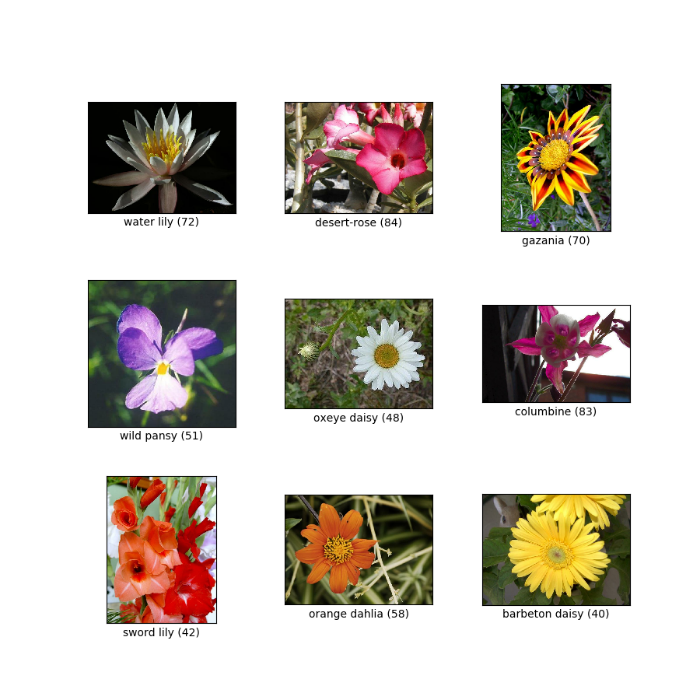 water lily (72)
desert-rose (84)
gazania (70)
wild pansy (51)
oxeye daisy (48)
columbine (83)
sword lily (42)
orange dahlia (58)
barbeton daisy (40)